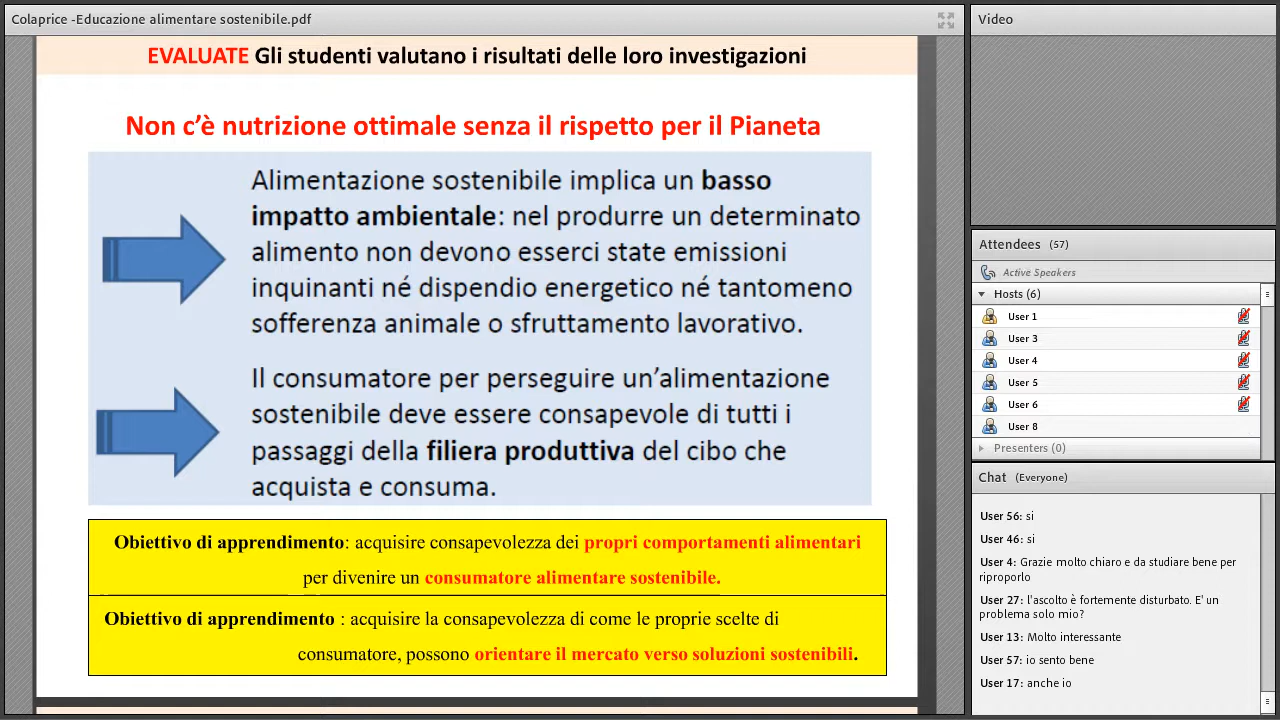 Colaprice -Educazione alimentare sostenibile.pdf
EVALUATE Gli studenti valutano i risultati delle loro investigazioni
Non c'è nutrizione ottimale senza il rispetto per il Pianeta
Alimentazione sostenibile implica un basso
impatto ambientale: nel produrre un determinato
alimento non devono esserci state emissioni
inquinanti né dispendio energetico né tantomeno
sofferenza animale o sfruttamento lavorativo.
Il consumatore per perseguire un'alimentazione
sostenibile deve essere consapevole di tutti i
passaggi della filiera produttiva del cibo che
acquista e consuma.
Obiettivo di apprendimento: acquisire consapevolezza dei propri comportamenti alimentari
per divenire un consumatore alimentare sostenibile.
Obiettivo di apprendimento : acquisire la consapevolezza di come le proprie scelte di
consumatore, possono orientare il mercato verso soluzioni sostenibili.
Video
Attendees (57)
Active Speakers
Hosts (6)
User 1
User 3
User 4
User 5
User 6
User 8
Presenters (0)
Chat (Everyone)
User 56: si
User 46: si
User 4: Grazie molto chiaro e da studiare bene per
riproporlo
User 27: l'ascolto è fortemente disturbato. E' un
problema solo mio?
User 13: Molto interessante
User 57: io sento bene
User 17: anche io